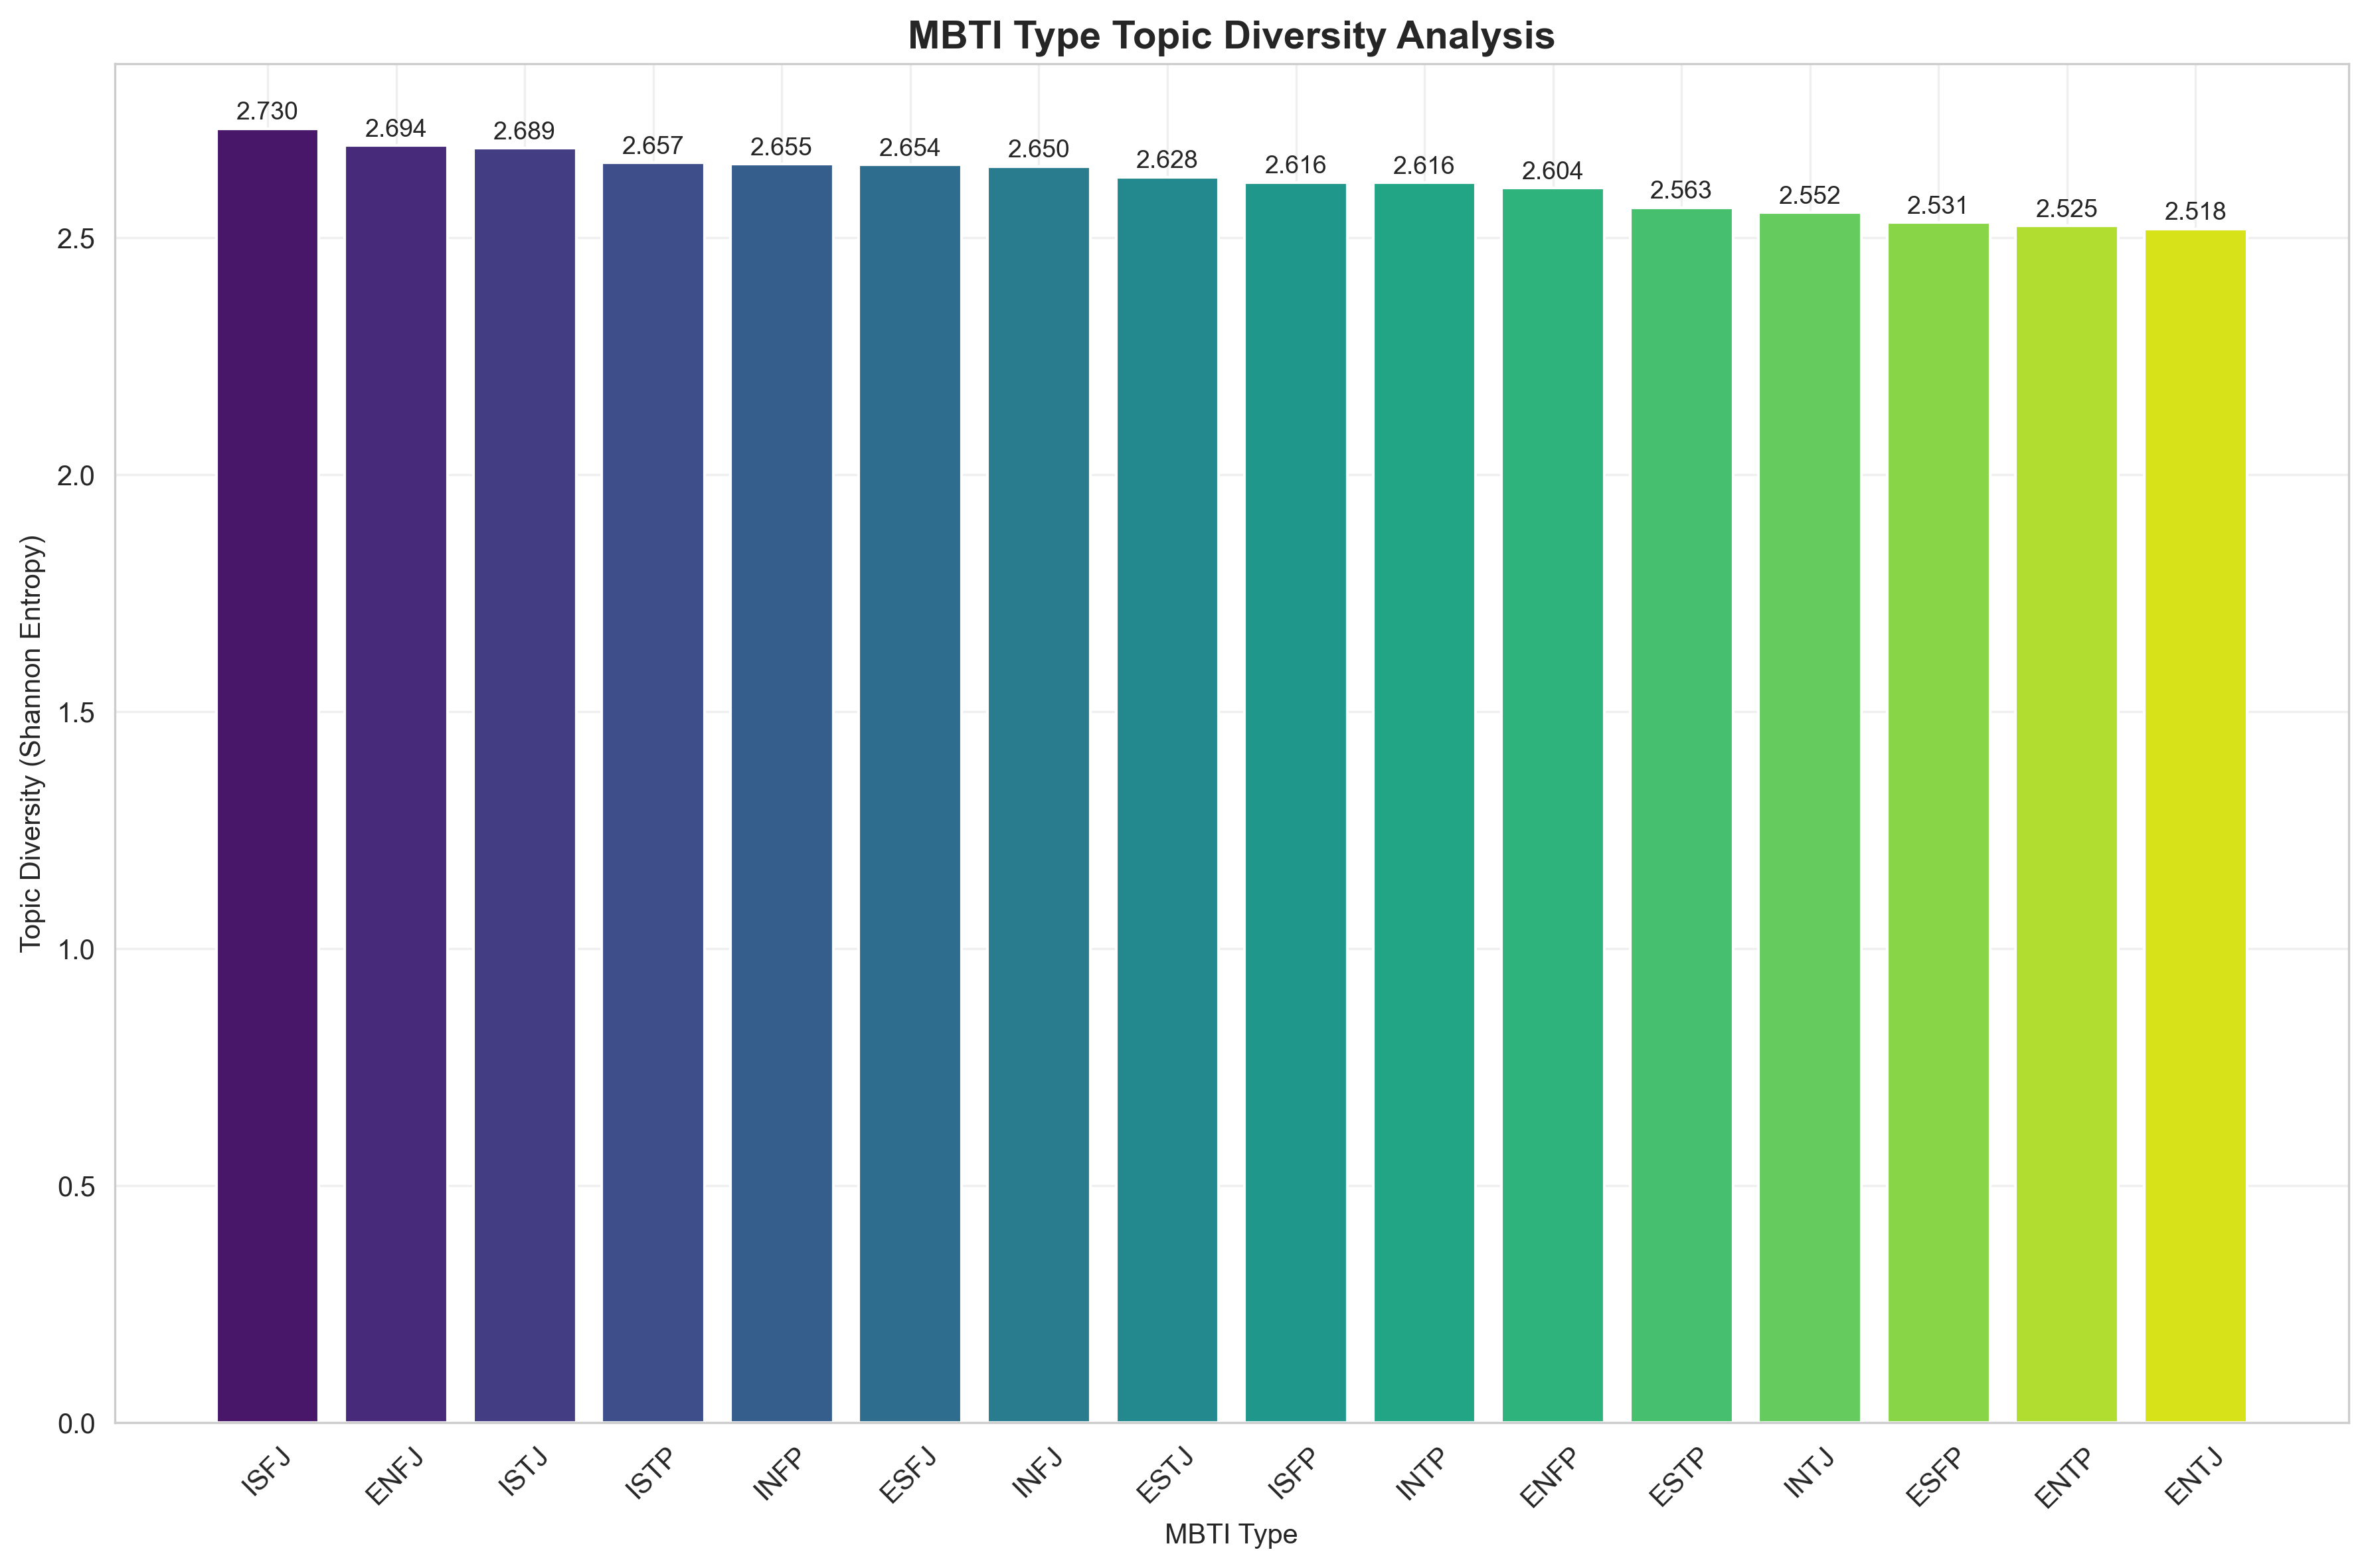 MBTI Type Topic Diversity Analysis
2.730
2.694
2.689
2.657
2.655
2.654
2.650
2.628
2.616
2.616
2.604
2.563
2.552
2.531
2.525
2.518
Topic Diversity (Shannon Entropy)
2.5
2.0
1.5
1.0
0.5
0.0
ISFJ
ENFJ
ISTJ
ISTP
INFP
ESFJ
INFJ
ESTJ
ISFP
INTP
ENFP
ESTP
INTJ
ESFP
ENTP
ENTJ
MBTI Type